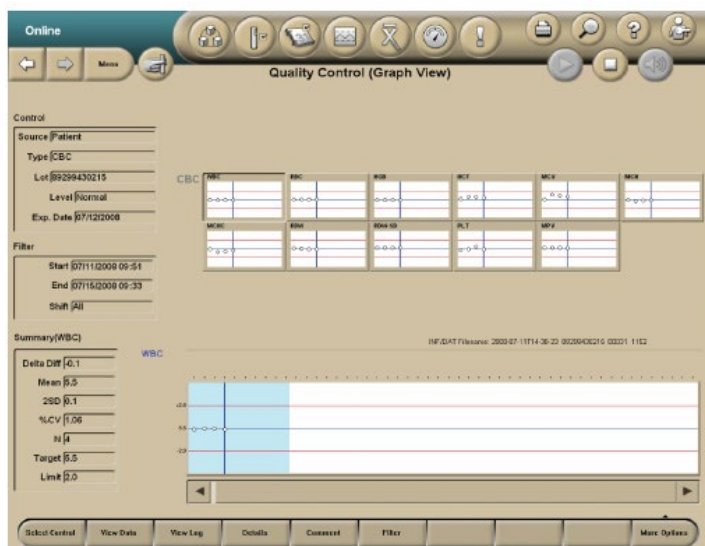 Online
Menu
Quality Control (Graph View)
Control
Source Patient
Type CBC
Lot 89299430215
Level Normal
Exp. Date 07/12/2008
CBC
WBC
RBC
HGB
HCT
MCV
MCH
MCHC
RDW
RDW-SD
PLT
MPV
Filter
Start 07/11/2008 09:51
End 07/15/2008 09:33
Shift All
Summary(WBC)
WBC
Delta Diff -0.1
Mean 5.5
2SD 0.1
%CV 1.06
N 4
Target 5.5
Limit 2.0
Select Control
View Data
View Log
Details
Comment
Filter
More Options